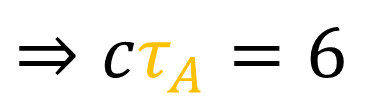 ⇒ cτ_A = 6